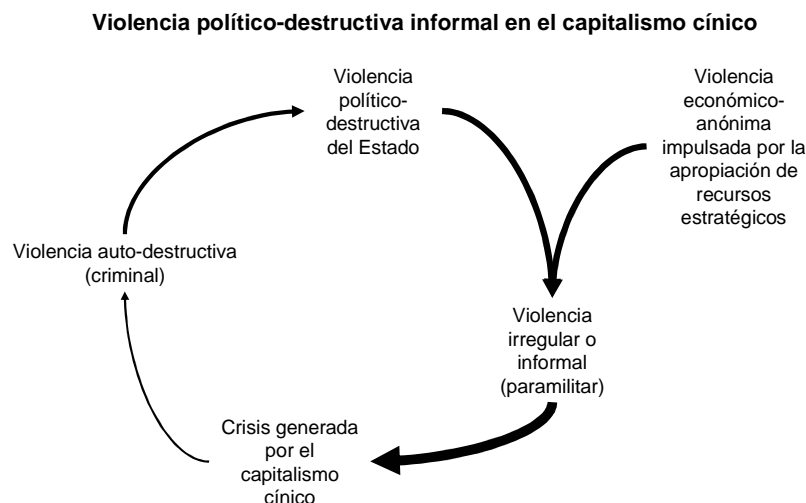 Violencia político-destructiva informal en el capitalismo cínico
Violencia
político-
destructiva
del Estado
Violencia
económico-
anónima
impulsada por la
apropiación de
recursos
estratégicos
Violencia auto-destructiva
(criminal)
Violencia
irregular o
informal
(paramilitar)
Crisis generada
por el
capitalismo
cínico